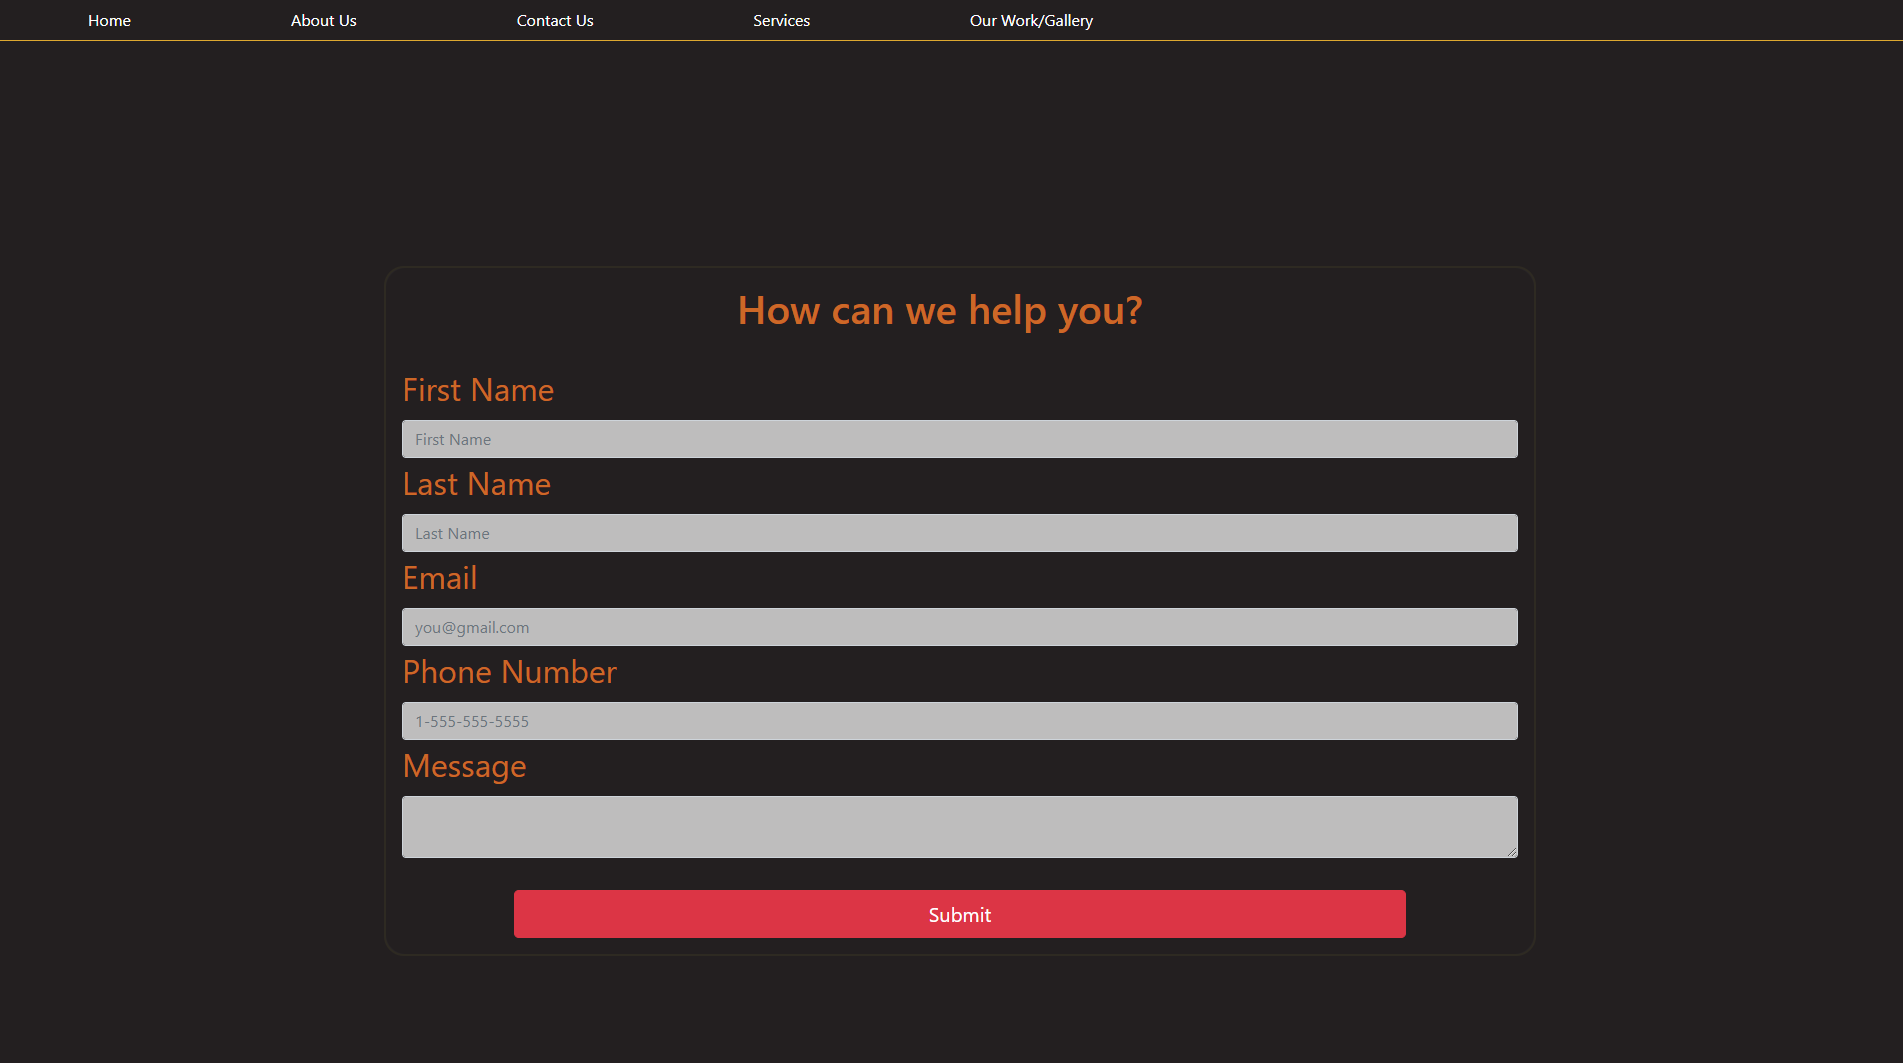 Home About Us Contact Us Services Our Work/Gallery
How can we help you?
First Name
First Name
Last Name
Last Name
Email
you@gmail.com
Phone Number
1-555-555-5555
Message
Submit